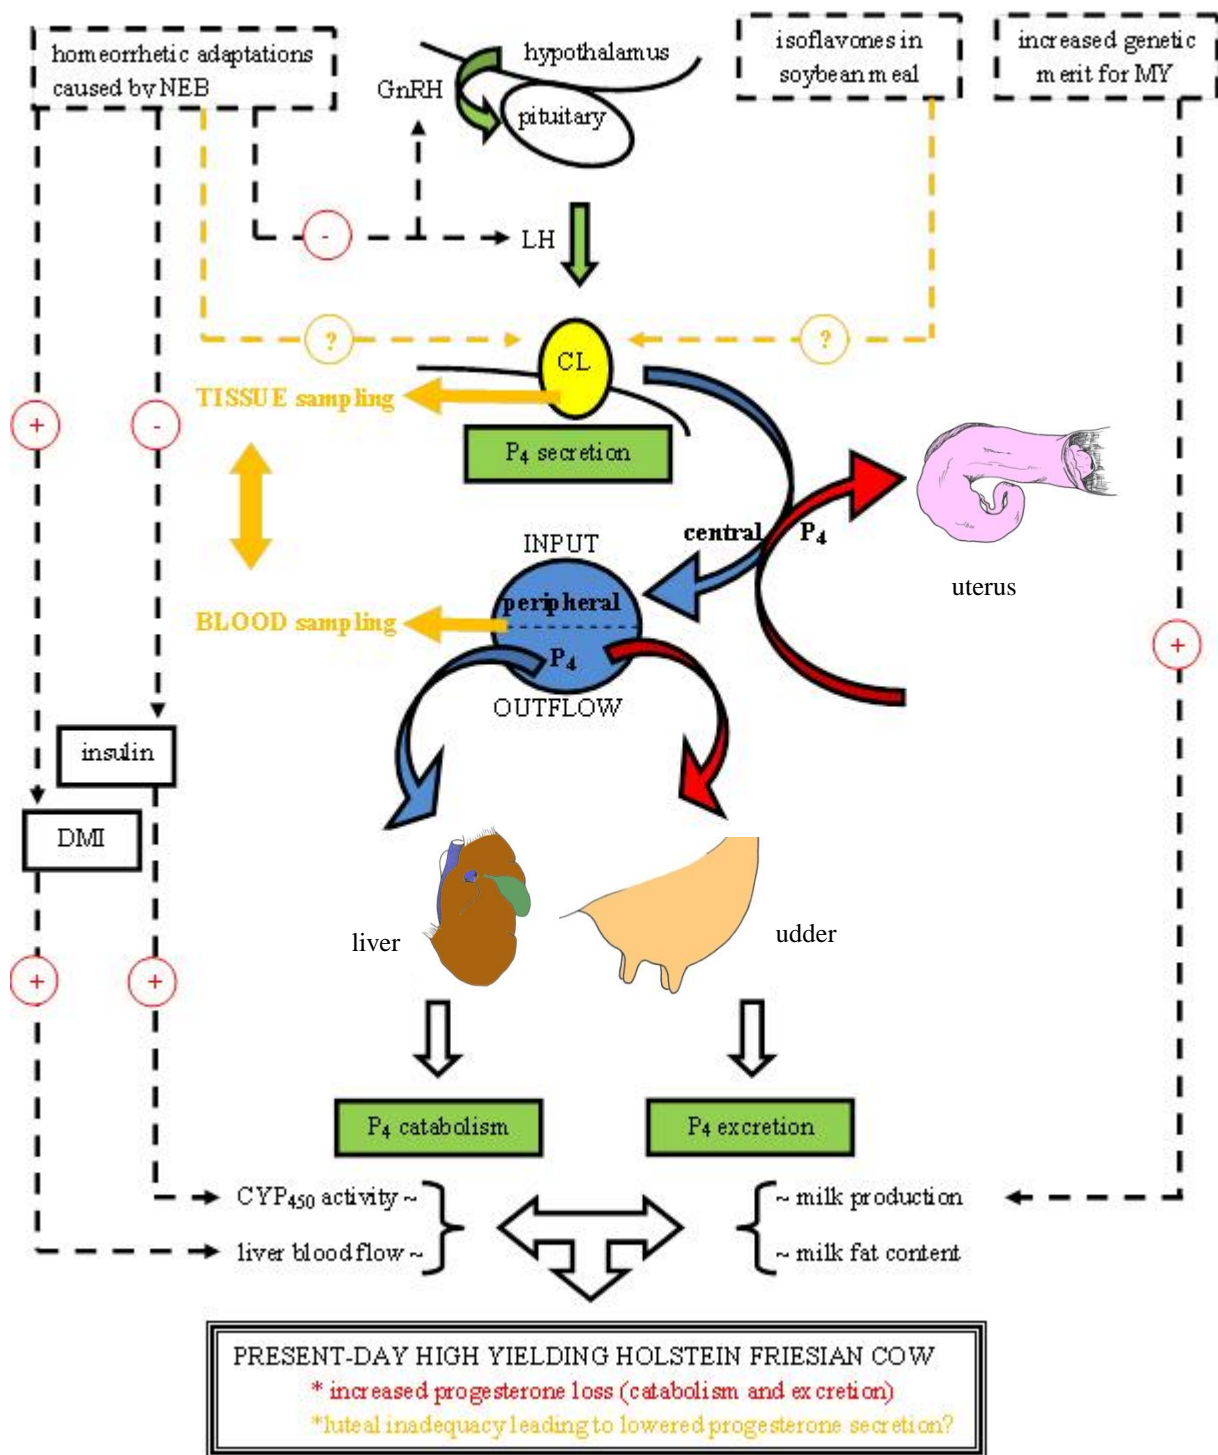 homeorrhetic adaptations
caused by NEB
hypothalamus
GnRH
pituitary
isoflavones in
soybean meal
increased genetic
merit for MY
-
LH
?
?
CL
TISSUE sampling
+
-
P₄ secretion
central P₄
INPUT
uterus
peripheral
BLOOD sampling
+
P₄
OUTFLOW
insulin
DMI
liver
udder
+
+
P₄ catabolism
P₄ excretion
CYP₄₅₀ activity ~
~ milk production
liver blood flow ~
~ milk fat content
PRESENT-DAY HIGH YIELDING HOLSTEIN FRIESIAN COW
* increased progesterone loss (catabolism and excretion)
*luteal inadequacy leading to lowered progesterone secretion?